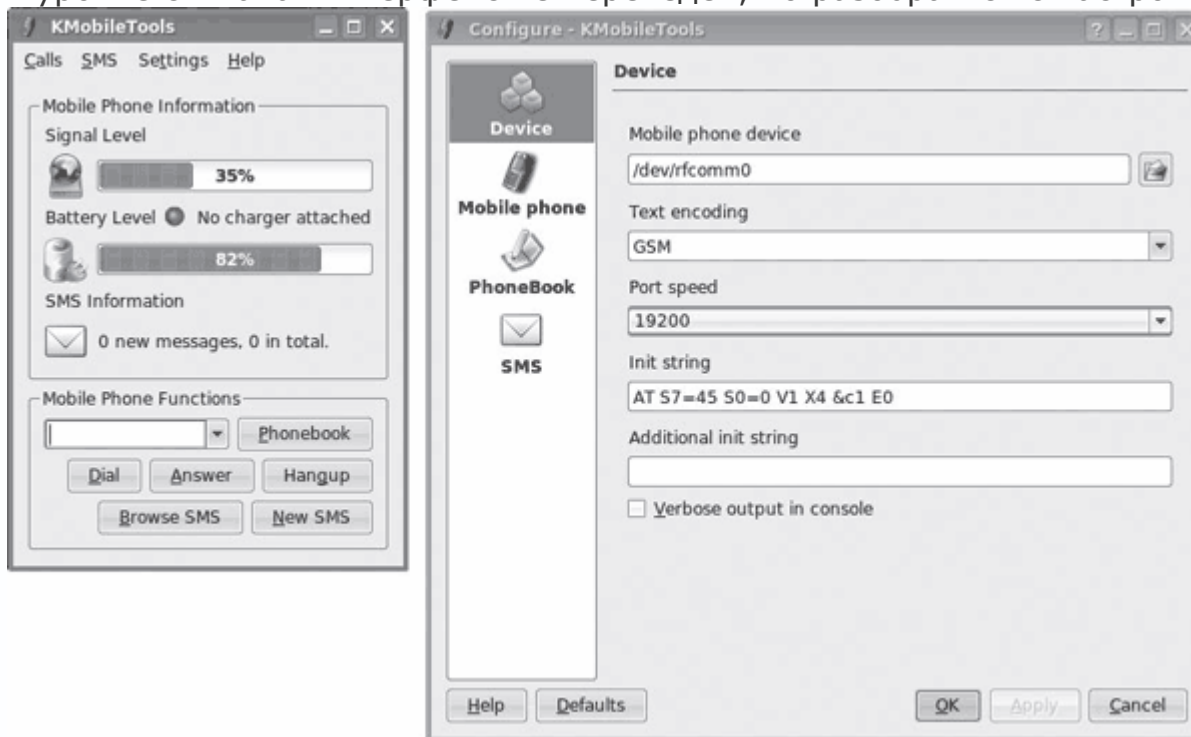 KMobileTools
Calls SMS Settings Help
Mobile Phone Information
Signal Level
35%
Battery Level No charger attached
82%
SMS Information
0 new messages, 0 in total.
Mobile Phone Functions
Phonebook
Dial Answer Hangup
Browse SMS New SMS
Configure - KMobileTools
Device
Mobile phone
PhoneBook
SMS
Device
Mobile phone device
/dev/rfcomm0
Text encoding
GSM
Port speed
19200
Init string
AT S7=45 S0=0 V1 X4 &c1 E0
Additional init string
Verbose output in console
Help Defaults OK Apply Cancel